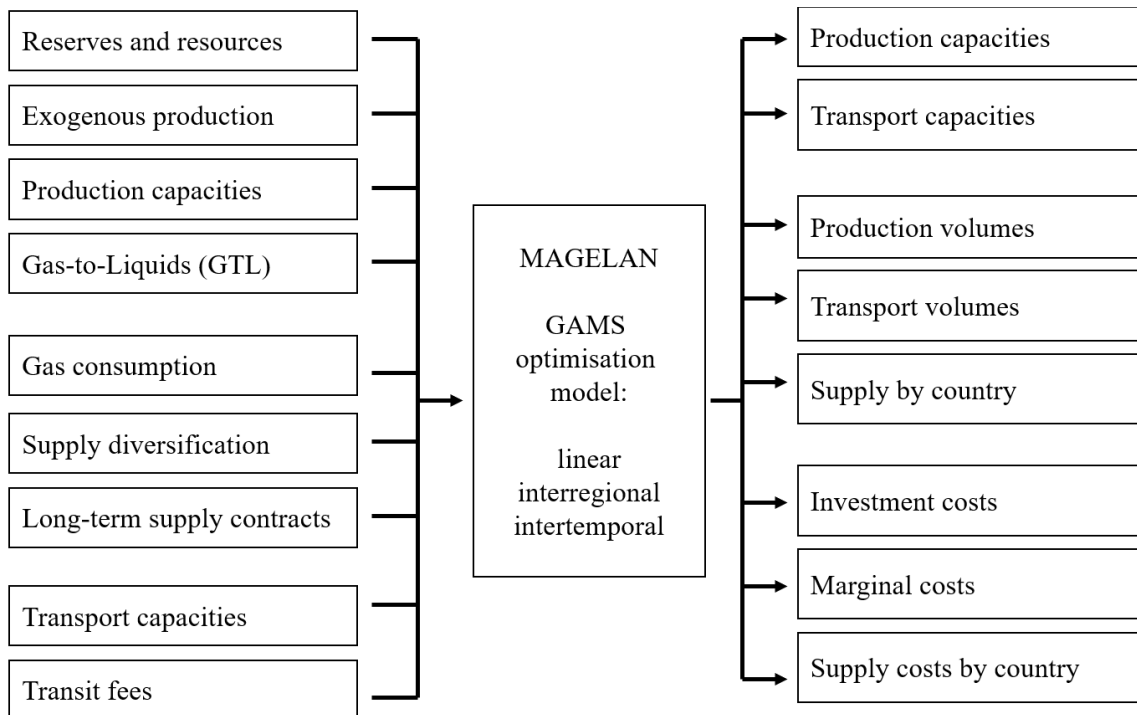 Reserves and resources
Exogenous production
Production capacities
Gas-to-Liquids (GTL)
Gas consumption
Supply diversification
Long-term supply contracts
Transport capacities
Transit fees
MAGELAN
GAMS
optimisation
model:
linear
interregional
intertemporal
Production capacities
Transport capacities
Production volumes
Transport volumes
Supply by country
Investment costs
Marginal costs
Supply costs by country